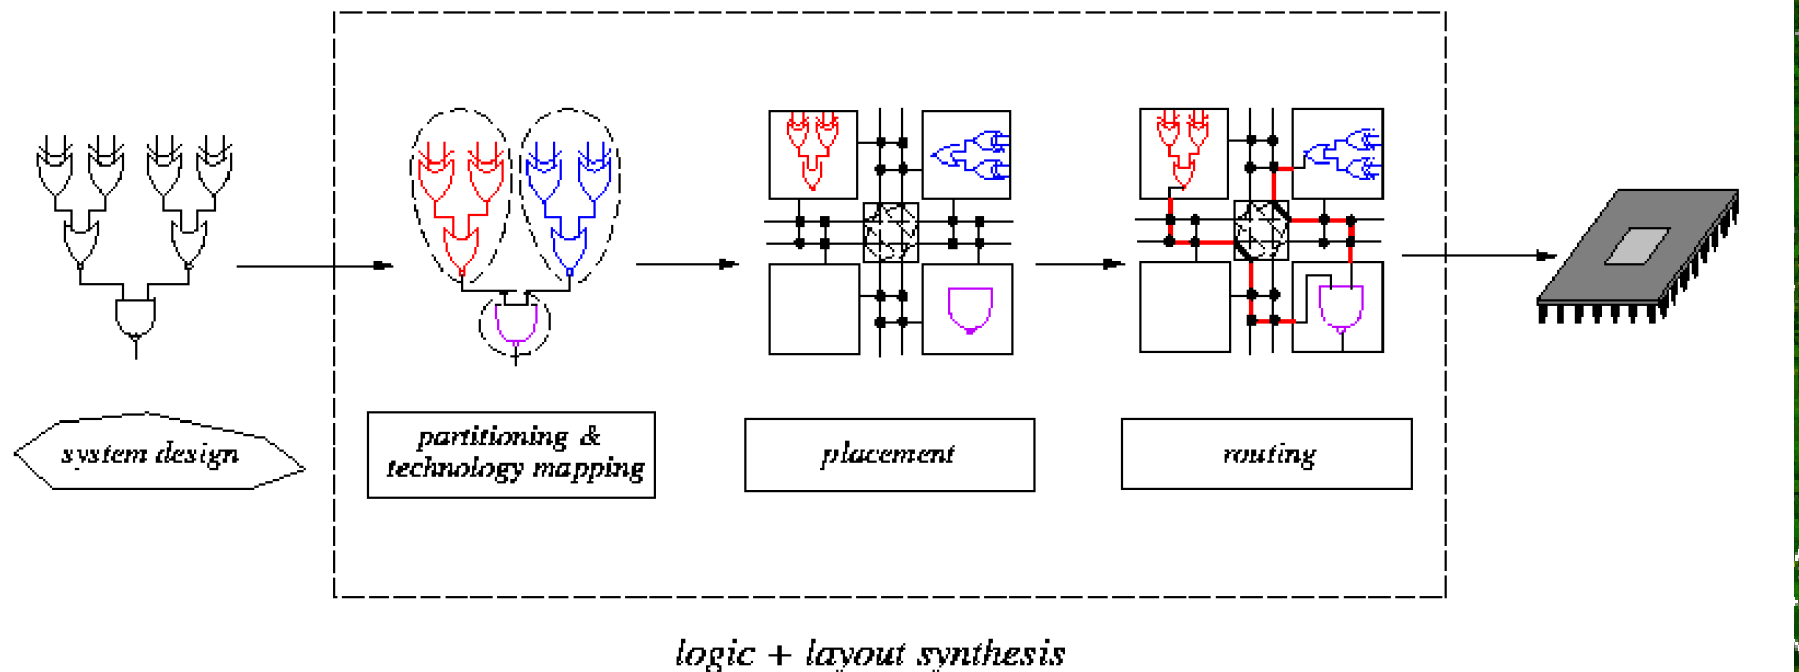 system design
partitioning &
technology mapping
placement
routing
logic + layout synthesis